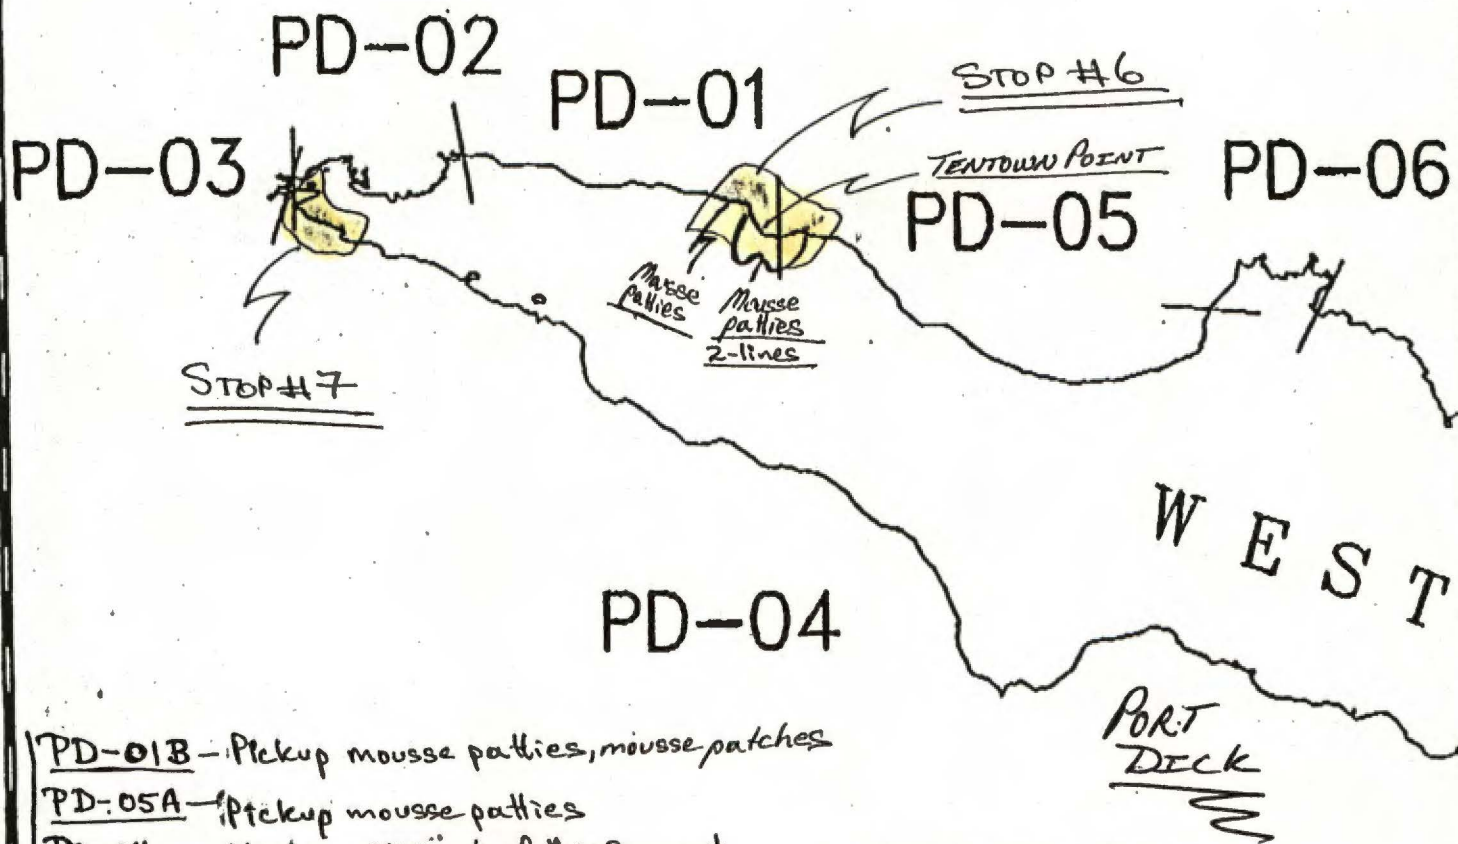 PD-02
PD-01
STOP #6
PD-03
TENTOWN POINT
PD-05
PD-06
Mousse
patties
Mousse
patties
2-lines
STOP #7
WEST
PD-04
PORT
DICK
PD-01B - Pickup mousse patties, mousse patches
PD-05A - Pickup mousse patties